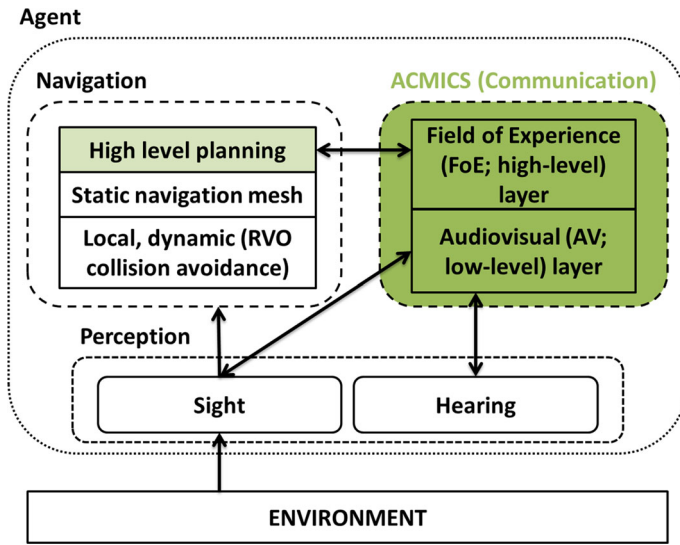 Agent
Navigation
ACMICS (Communication)
High level planning
Static navigation mesh
Local, dynamic (RVO
collision avoidance)
Field of Experience
(FoE; high-level)
layer
Audiovisual (AV;
low-level) layer
Perception
Sight
Hearing
ENVIRONMENT